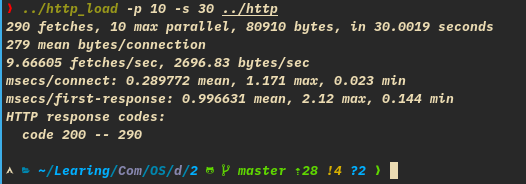 ❯ ../http_load -p 10 -s 30 ../http
290 fetches, 10 max parallel, 80910 bytes, in 30.0019 seconds
279 mean bytes/connection
9.66605 fetches/sec, 2696.83 bytes/sec
msecs/connect: 0.289772 mean, 1.171 max, 0.023 min
msecs/first-response: 0.996631 mean, 2.12 max, 0.144 min
HTTP response codes:
  code 200 -- 290
~/Learing/Com/OS/d/2 master ⇡28 !4 ?2 ❯